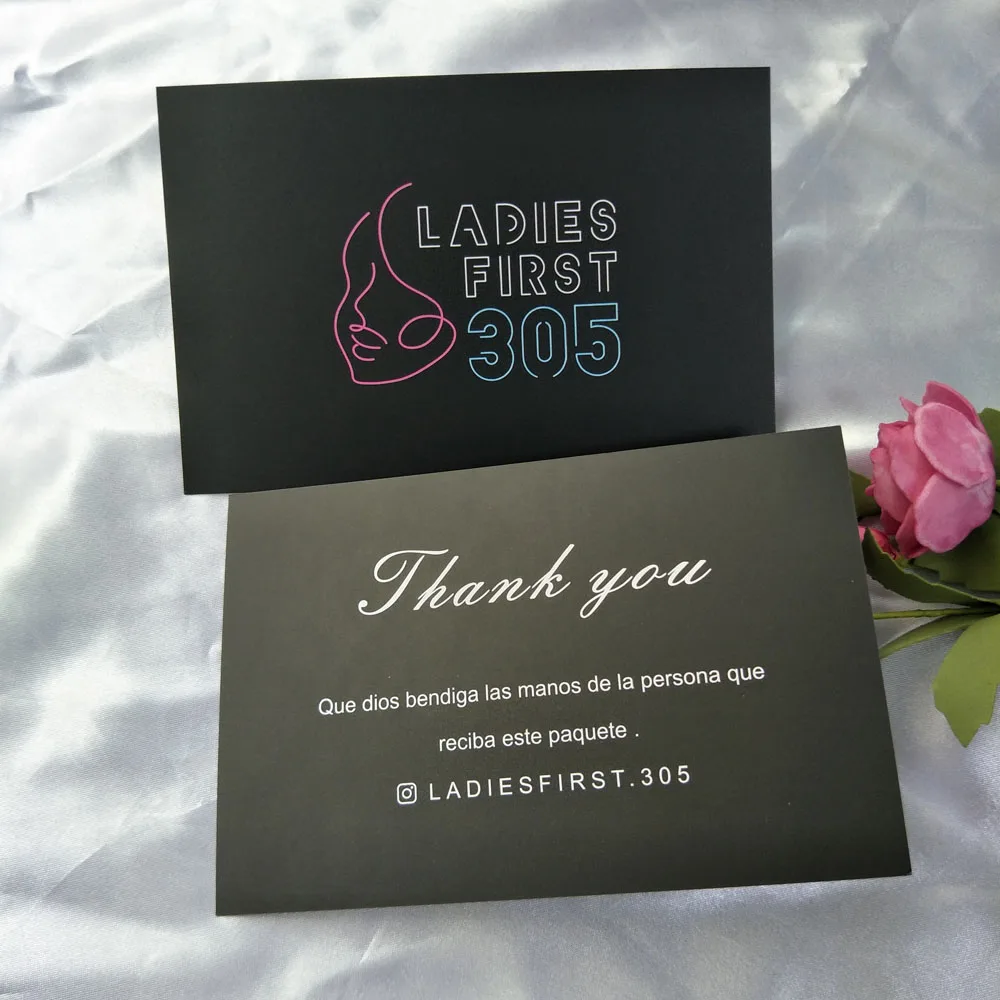 LADIES
FIRST
305
Thank you
Que dios bendiga las manos de la persona que
reciba este paquete .
LADIESFIRST.305